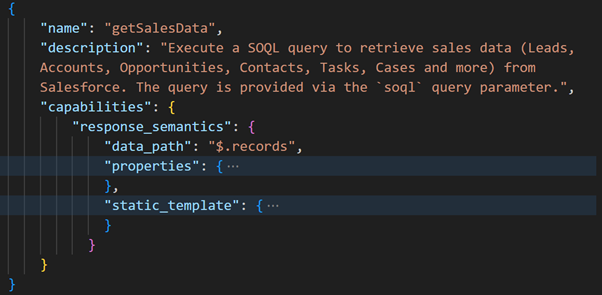 {
"name": "getSalesData",
"description": "Execute a SOQL query to retrieve sales data (Leads,
Accounts, Opportunities, Contacts, Tasks, Cases and more) from
Salesforce. The query is provided via the `soql` query parameter.",
"capabilities": {
"response_semantics": {
"data_path": "$.records",
"properties": { ⋯
},
"static_template": { ⋯
}
}
}
}